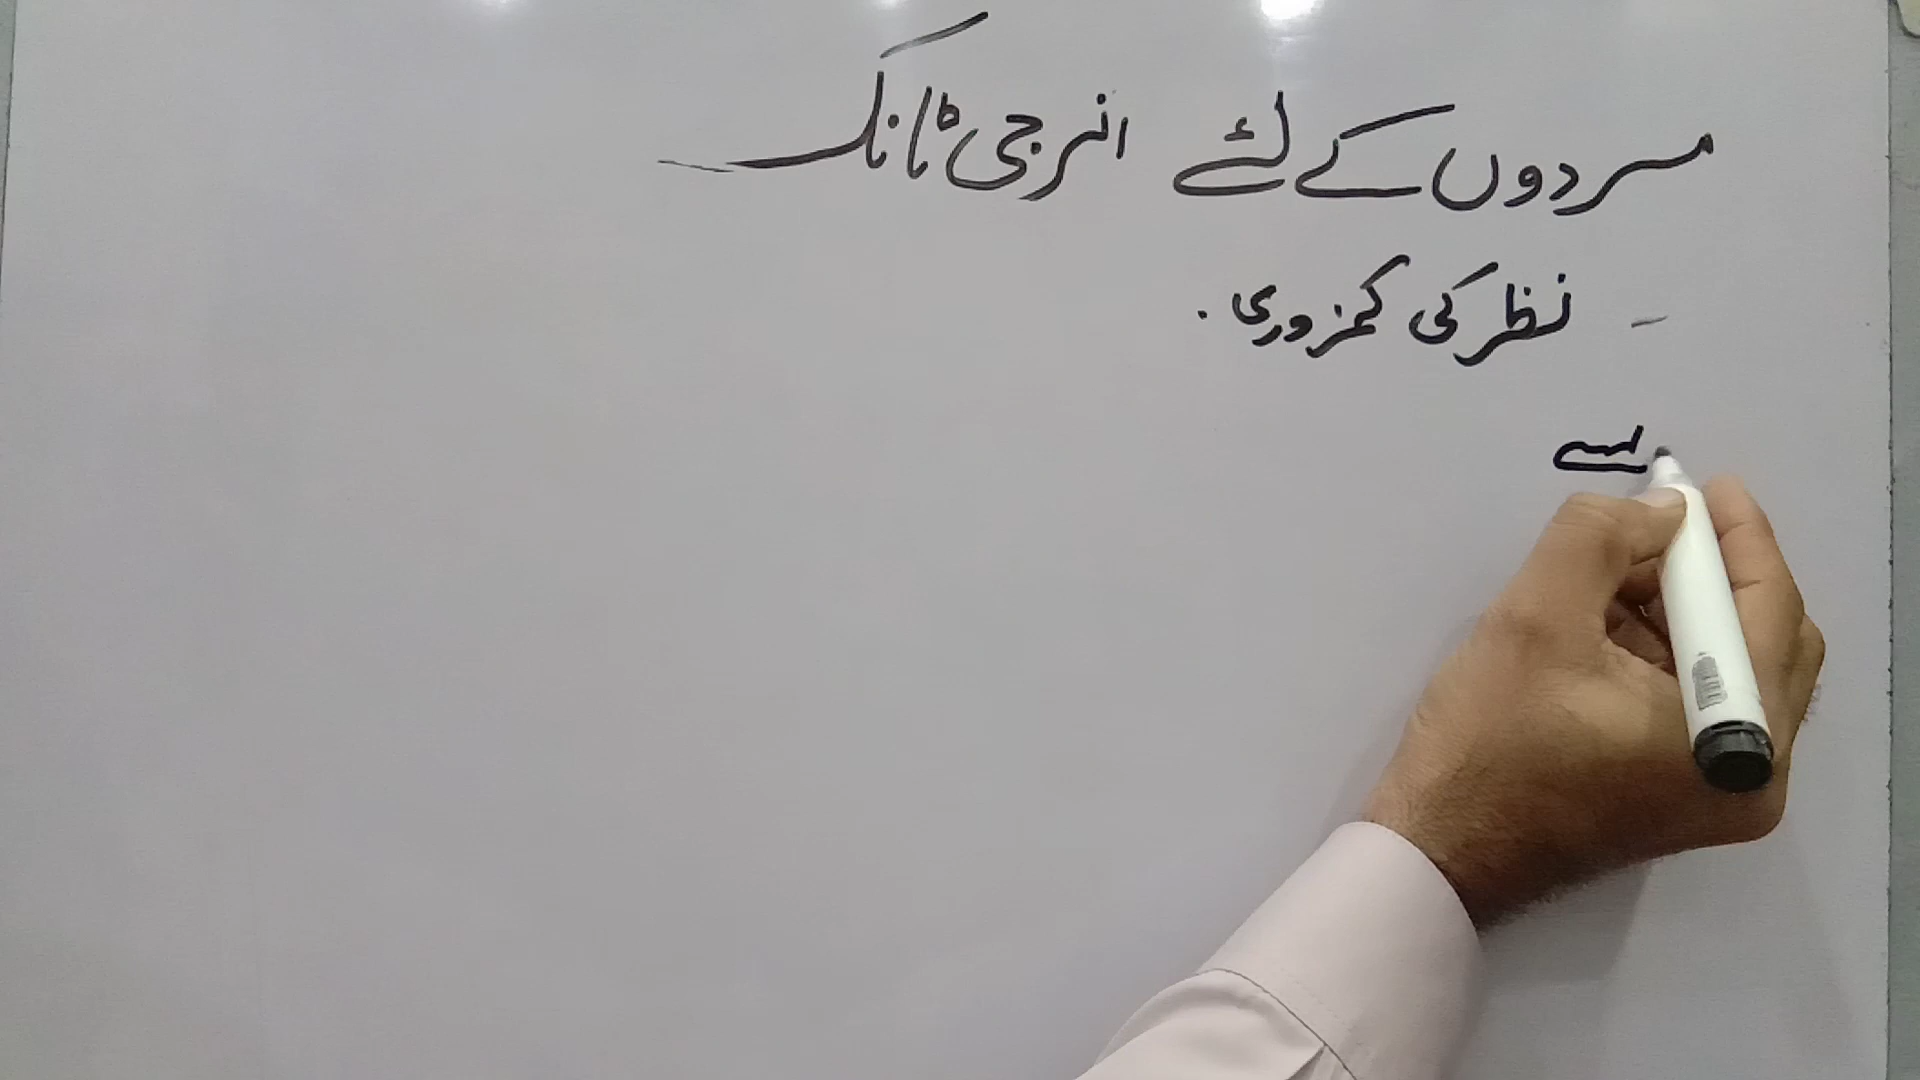 مردوں کے لئے انرجی ٹانک
- نظر کی کمزوری.